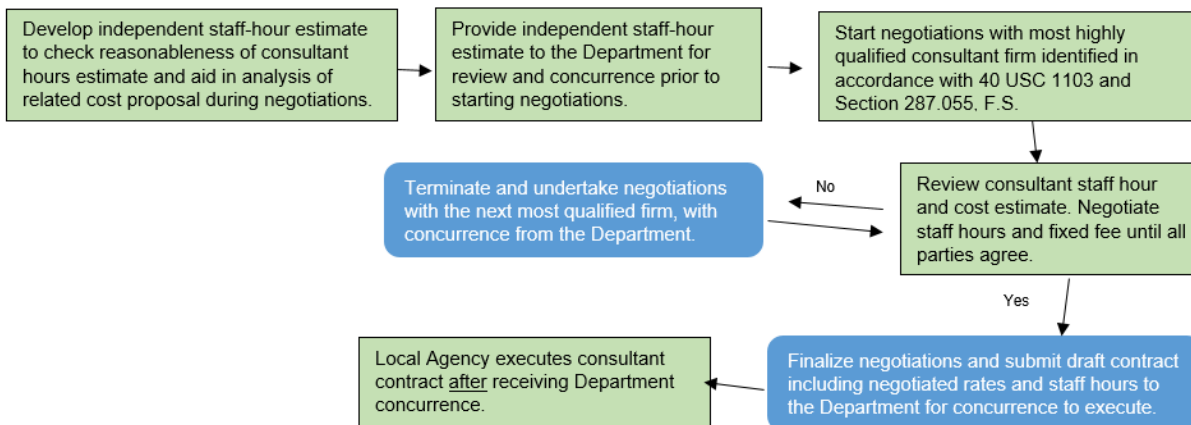 Develop independent staff-hour estimate
to check reasonableness of consultant
hours estimate and aid in analysis of
related cost proposal during negotiations.
Provide independent staff-hour
estimate to the Department for
review and concurrence prior to
starting negotiations.
Start negotiations with most highly
qualified consultant firm identified in
accordance with 40 USC 1103 and
Section 287.055, F.S.
Terminate and undertake negotiations
with the next most qualified firm, with
concurrence from the Department.
No
Review consultant staff hour
and cost estimate. Negotiate
staff hours and fixed fee until all
parties agree.
Yes
Local Agency executes consultant
contract after receiving Department
concurrence.
Finalize negotiations and submit draft contract
including negotiated rates and staff hours to
the Department for concurrence to execute.